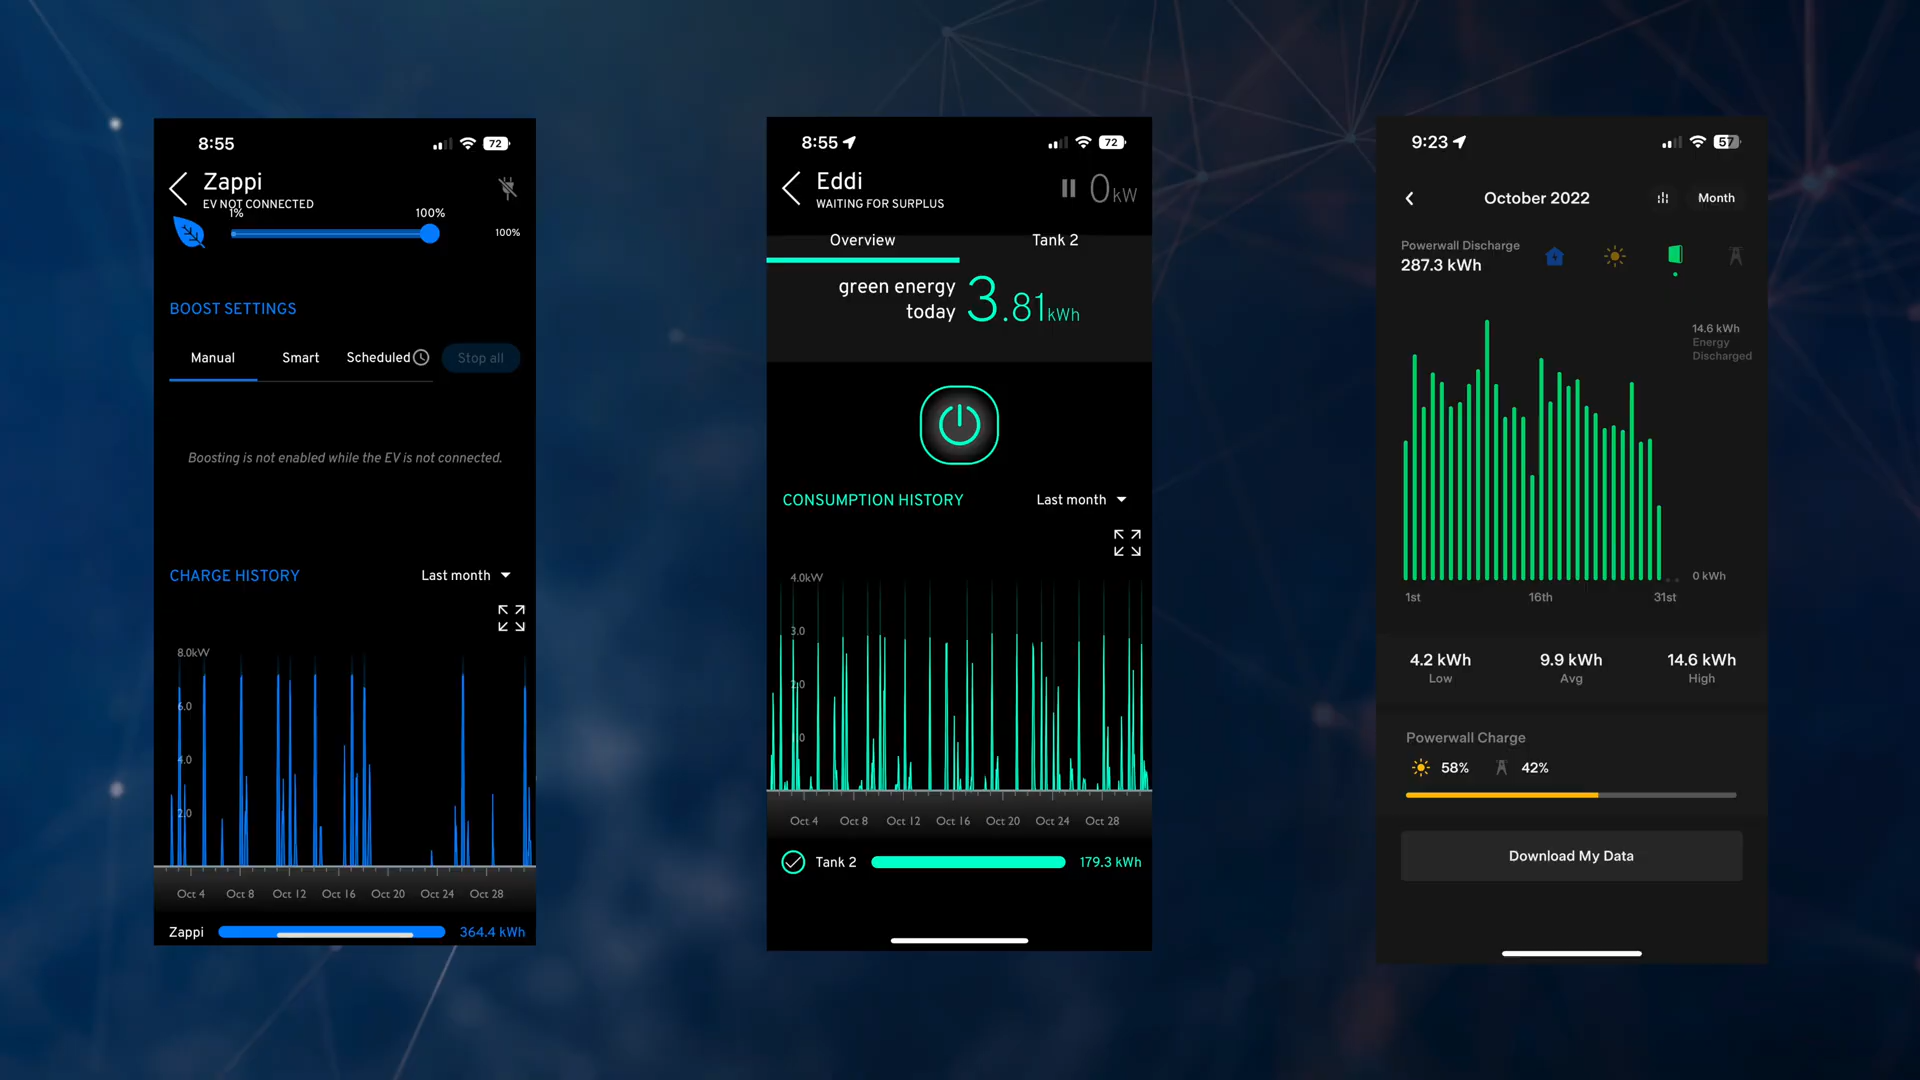 8:55
72
Zappi
EV NOT CONNECTED
1%
100%
100%
BOOST SETTINGS
Manual
Smart
Scheduled
Stop all
Boosting is not enabled while the EV is not connected.
CHARGE HISTORY
Last month
8.0kW
6.0
4.0
2.0
Oct 4 Oct 8 Oct 12 Oct 16 Oct 20 Oct 24 Oct 28
Zappi
364.4 kWh
8:55
72
Eddi
WAITING FOR SURPLUS
0kW
Overview
Tank 2
green energy
today
3.81kWh
CONSUMPTION HISTORY
Last month
4.0kW
3.0
2.0
.0
Oct 4 Oct 8 Oct 12 Oct 16 Oct 20 Oct 24 Oct 28
Tank 2
179.3 kWh
9:23
57
October 2022
Month
Powerwall Discharge
287.3 kWh
14.6 kWh
Energy
Discharged
0 kWh
1st 16th 31st
4.2 kWh 9.9 kWh 14.6 kWh
Low Avg High
Powerwall Charge
58% 42%
Download My Data